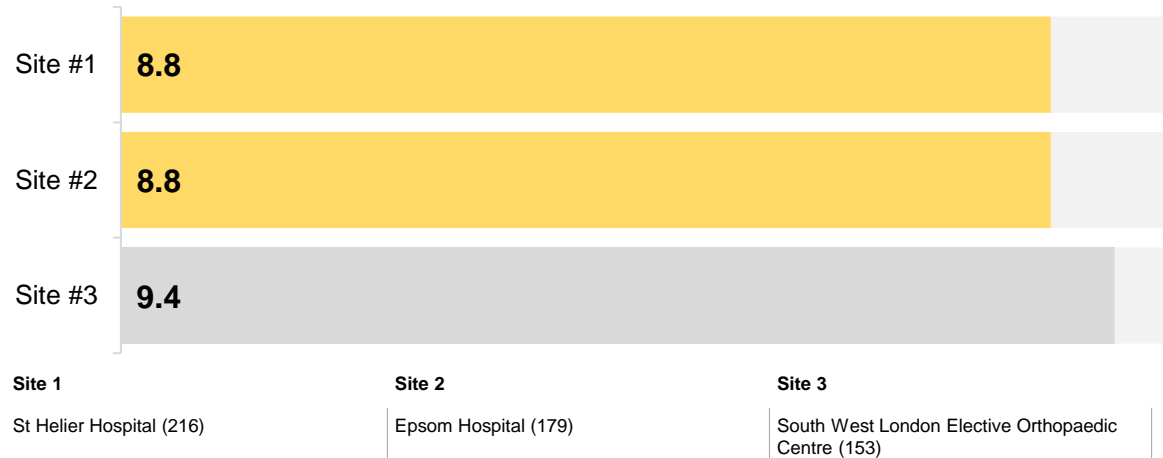 Site #1
8.8
Site #2
8.8
Site #3
9.4
Site 1
Site 2
Site 3
St Helier Hospital (216)
Epsom Hospital (179)
South West London Elective Orthopaedic
Centre (153)